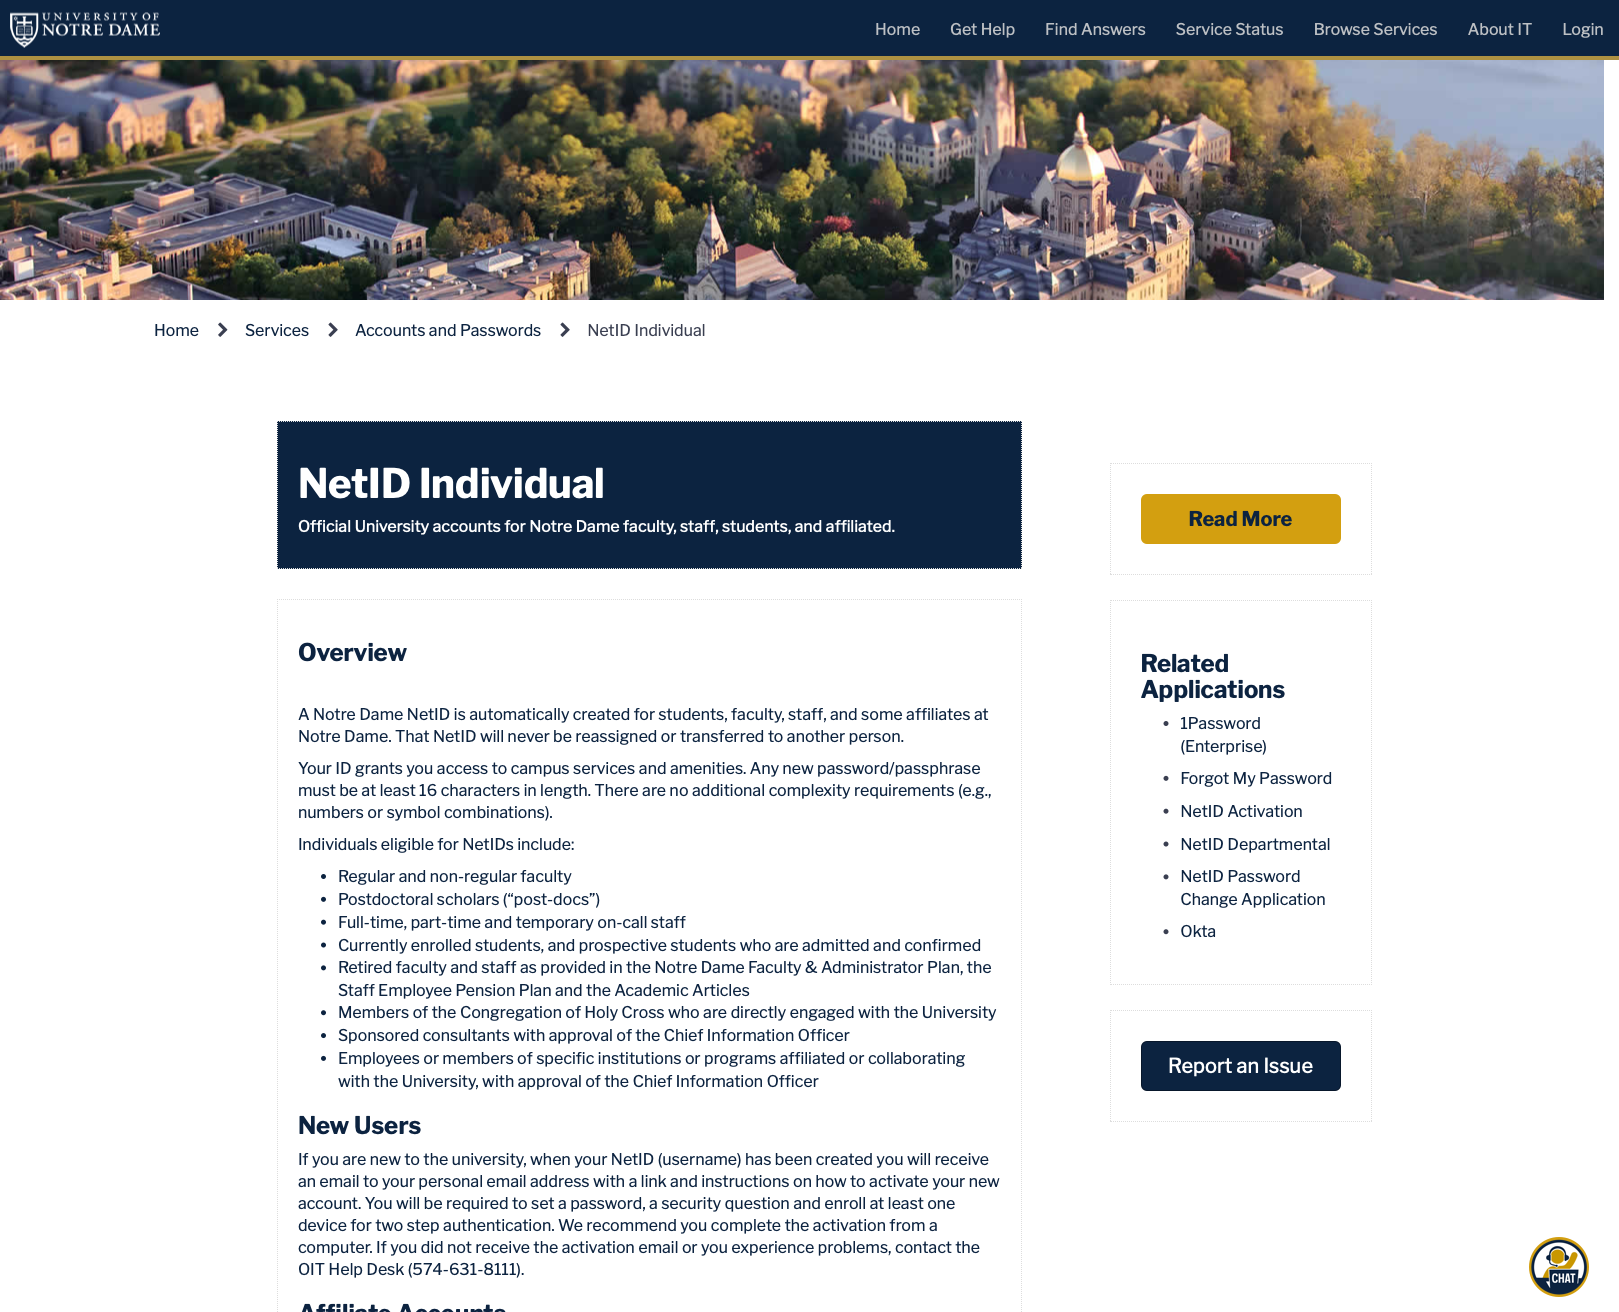 UNIVERSITY OF
NOTRE DAME
Home
Get Help
Find Answers
Service Status
Browse Services
About IT
Login
Home
Services
Accounts and Passwords
NetID Individual
NetID Individual
Official University accounts for Notre Dame faculty, staff, students, and affiliated.
Overview
A Notre Dame NetID is automatically created for students, faculty, staff, and some affiliates at
Notre Dame. That NetID will never be reassigned or transferred to another person.
Your ID grants you access to campus services and amenities. Any new password/passphrase
must be at least 16 characters in length. There are no additional complexity requirements (e.g.,
numbers or symbol combinations).
Individuals eligible for NetIDs include:
• Regular and non-regular faculty
• Postdoctoral scholars (“post-docs”)
• Full-time, part-time and temporary on-call staff
• Currently enrolled students, and prospective students who are admitted and confirmed
• Retired faculty and staff as provided in the Notre Dame Faculty & Administrator Plan, the
Staff Employee Pension Plan and the Academic Articles
• Members of the Congregation of Holy Cross who are directly engaged with the University
• Sponsored consultants with approval of the Chief Information Officer
• Employees or members of specific institutions or programs affiliated or collaborating
with the University, with approval of the Chief Information Officer
New Users
If you are new to the university, when your NetID (username) has been created you will receive
an email to your personal email address with a link and instructions on how to activate your new
account. You will be required to set a password, a security question and enroll at least one
device for two step authentication. We recommend you complete the activation from a
computer. If you did not receive the activation email or you experience problems, contact the
OIT Help Desk (574-631-8111).
Affiliate Accounts
Read More
Related
Applications
• 1Password
(Enterprise)
• Forgot My Password
• NetID Activation
• NetID Departmental
• NetID Password
Change Application
• Okta
Report an Issue
CHAT